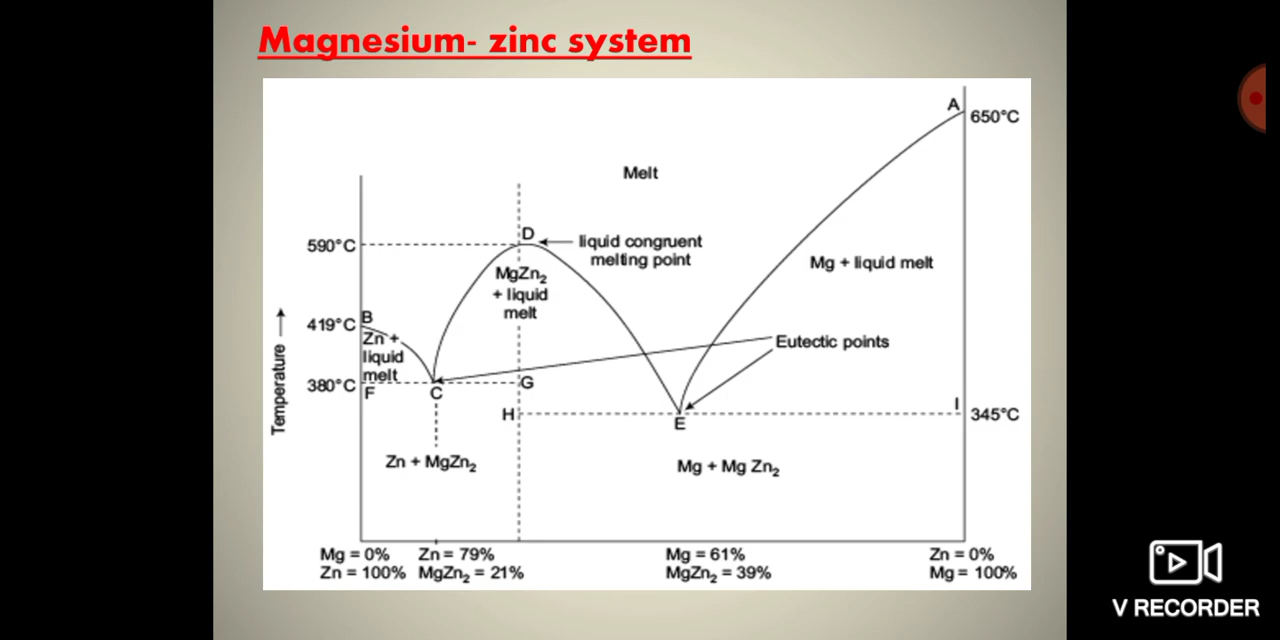 Magnesium- zinc system
A
650°C
Melt
D
590°C
liquid congruent
melting point
MgZn₂
+ liquid
melt
Mg + liquid melt
B
419°C
Zn +
liquid
melt
Eutectic points
Temperature
380°C
F
C
G
H
E
I
345°C
Zn + MgZn₂
Mg + Mg Zn₂
Mg = 0%
Zn = 100%
Zn = 79%
MgZn₂ = 21%
Mg = 61%
MgZn₂ = 39%
Zn = 0%
Mg = 100%
V RECORDER